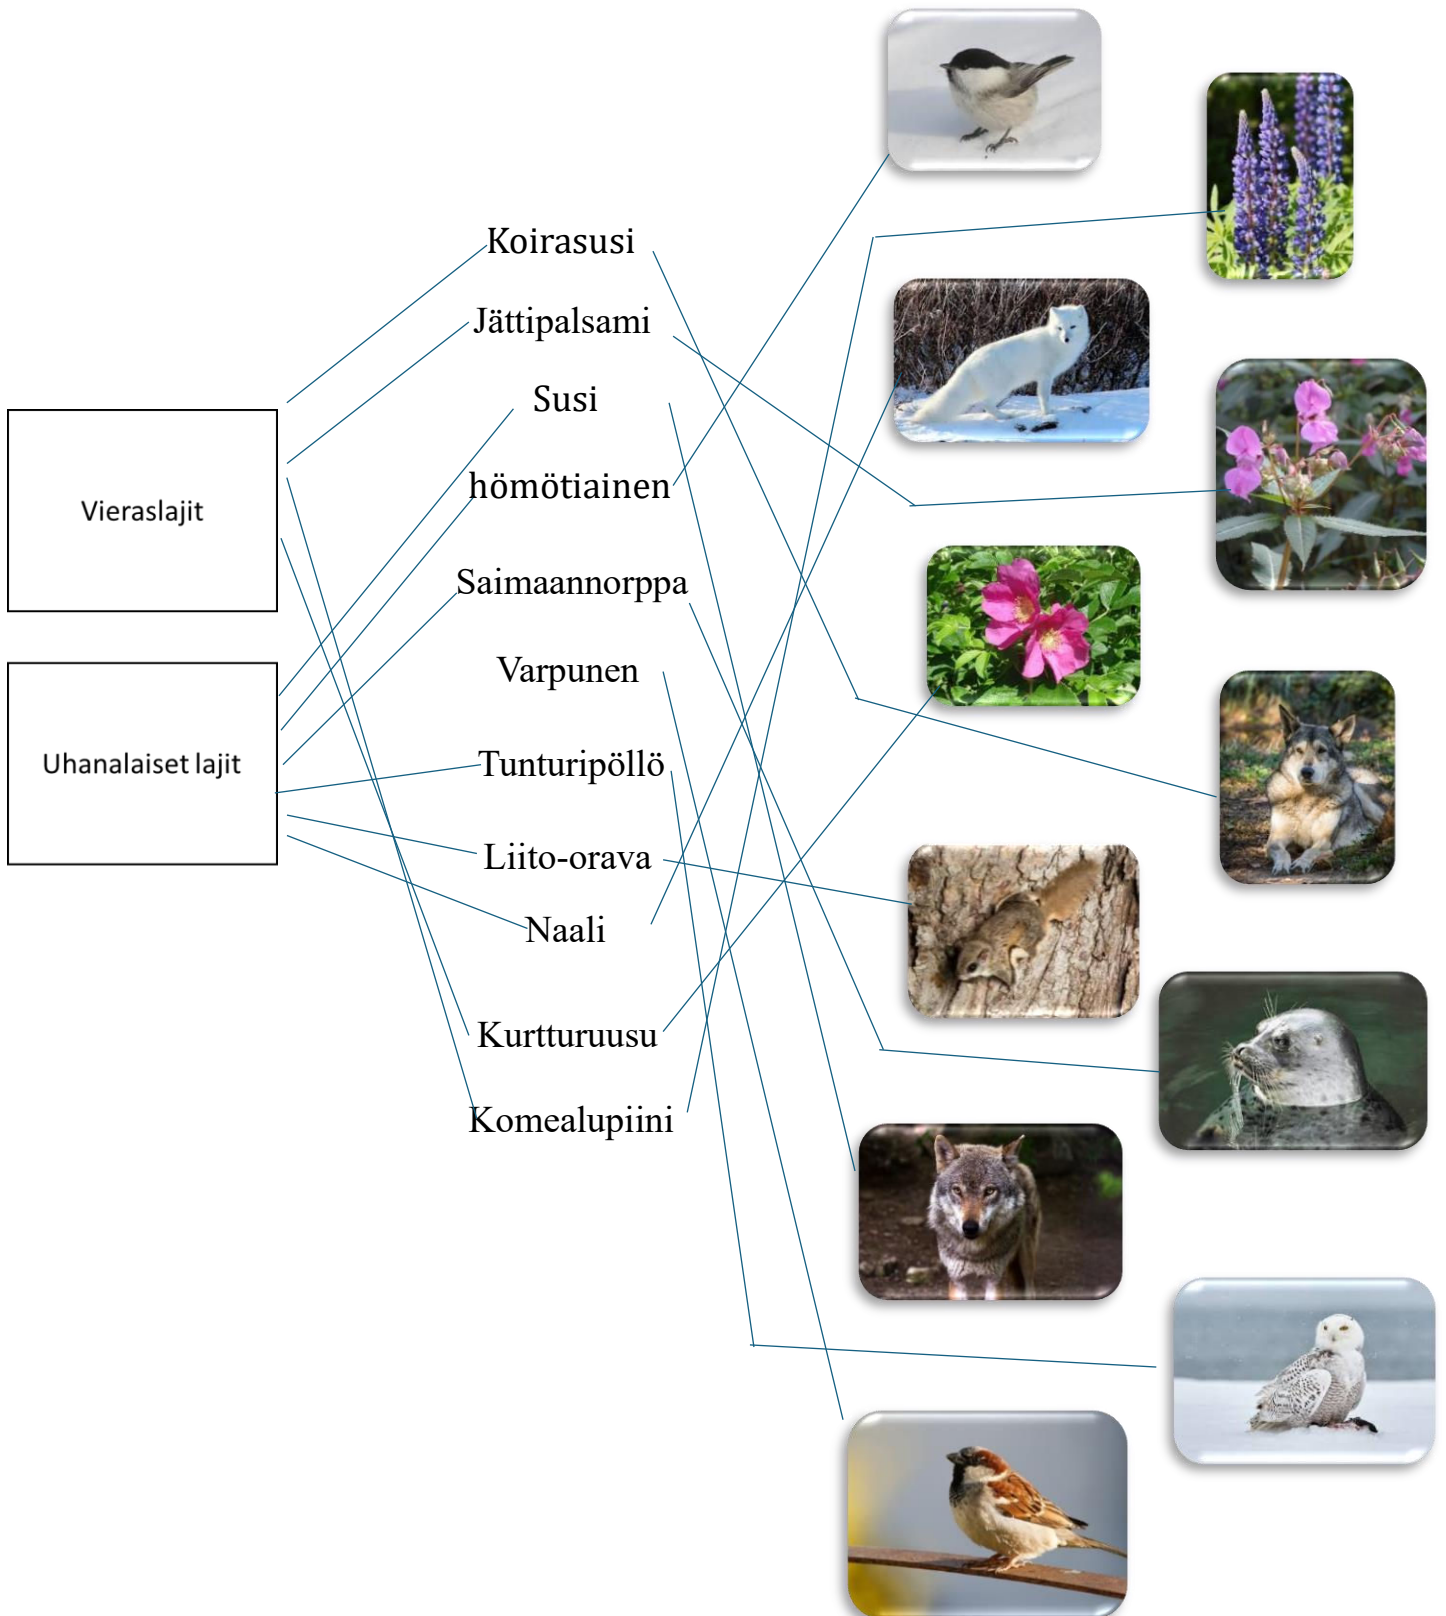 Vieraslajit
Uhanalaiset lajit
Koirasusi
Jättipalsami
Susi
hömötiainen
Saimaannorppa
Varpunen
Tunturipöllö
Liito-orava
Naali
Kurtturuusu
Komealupiini